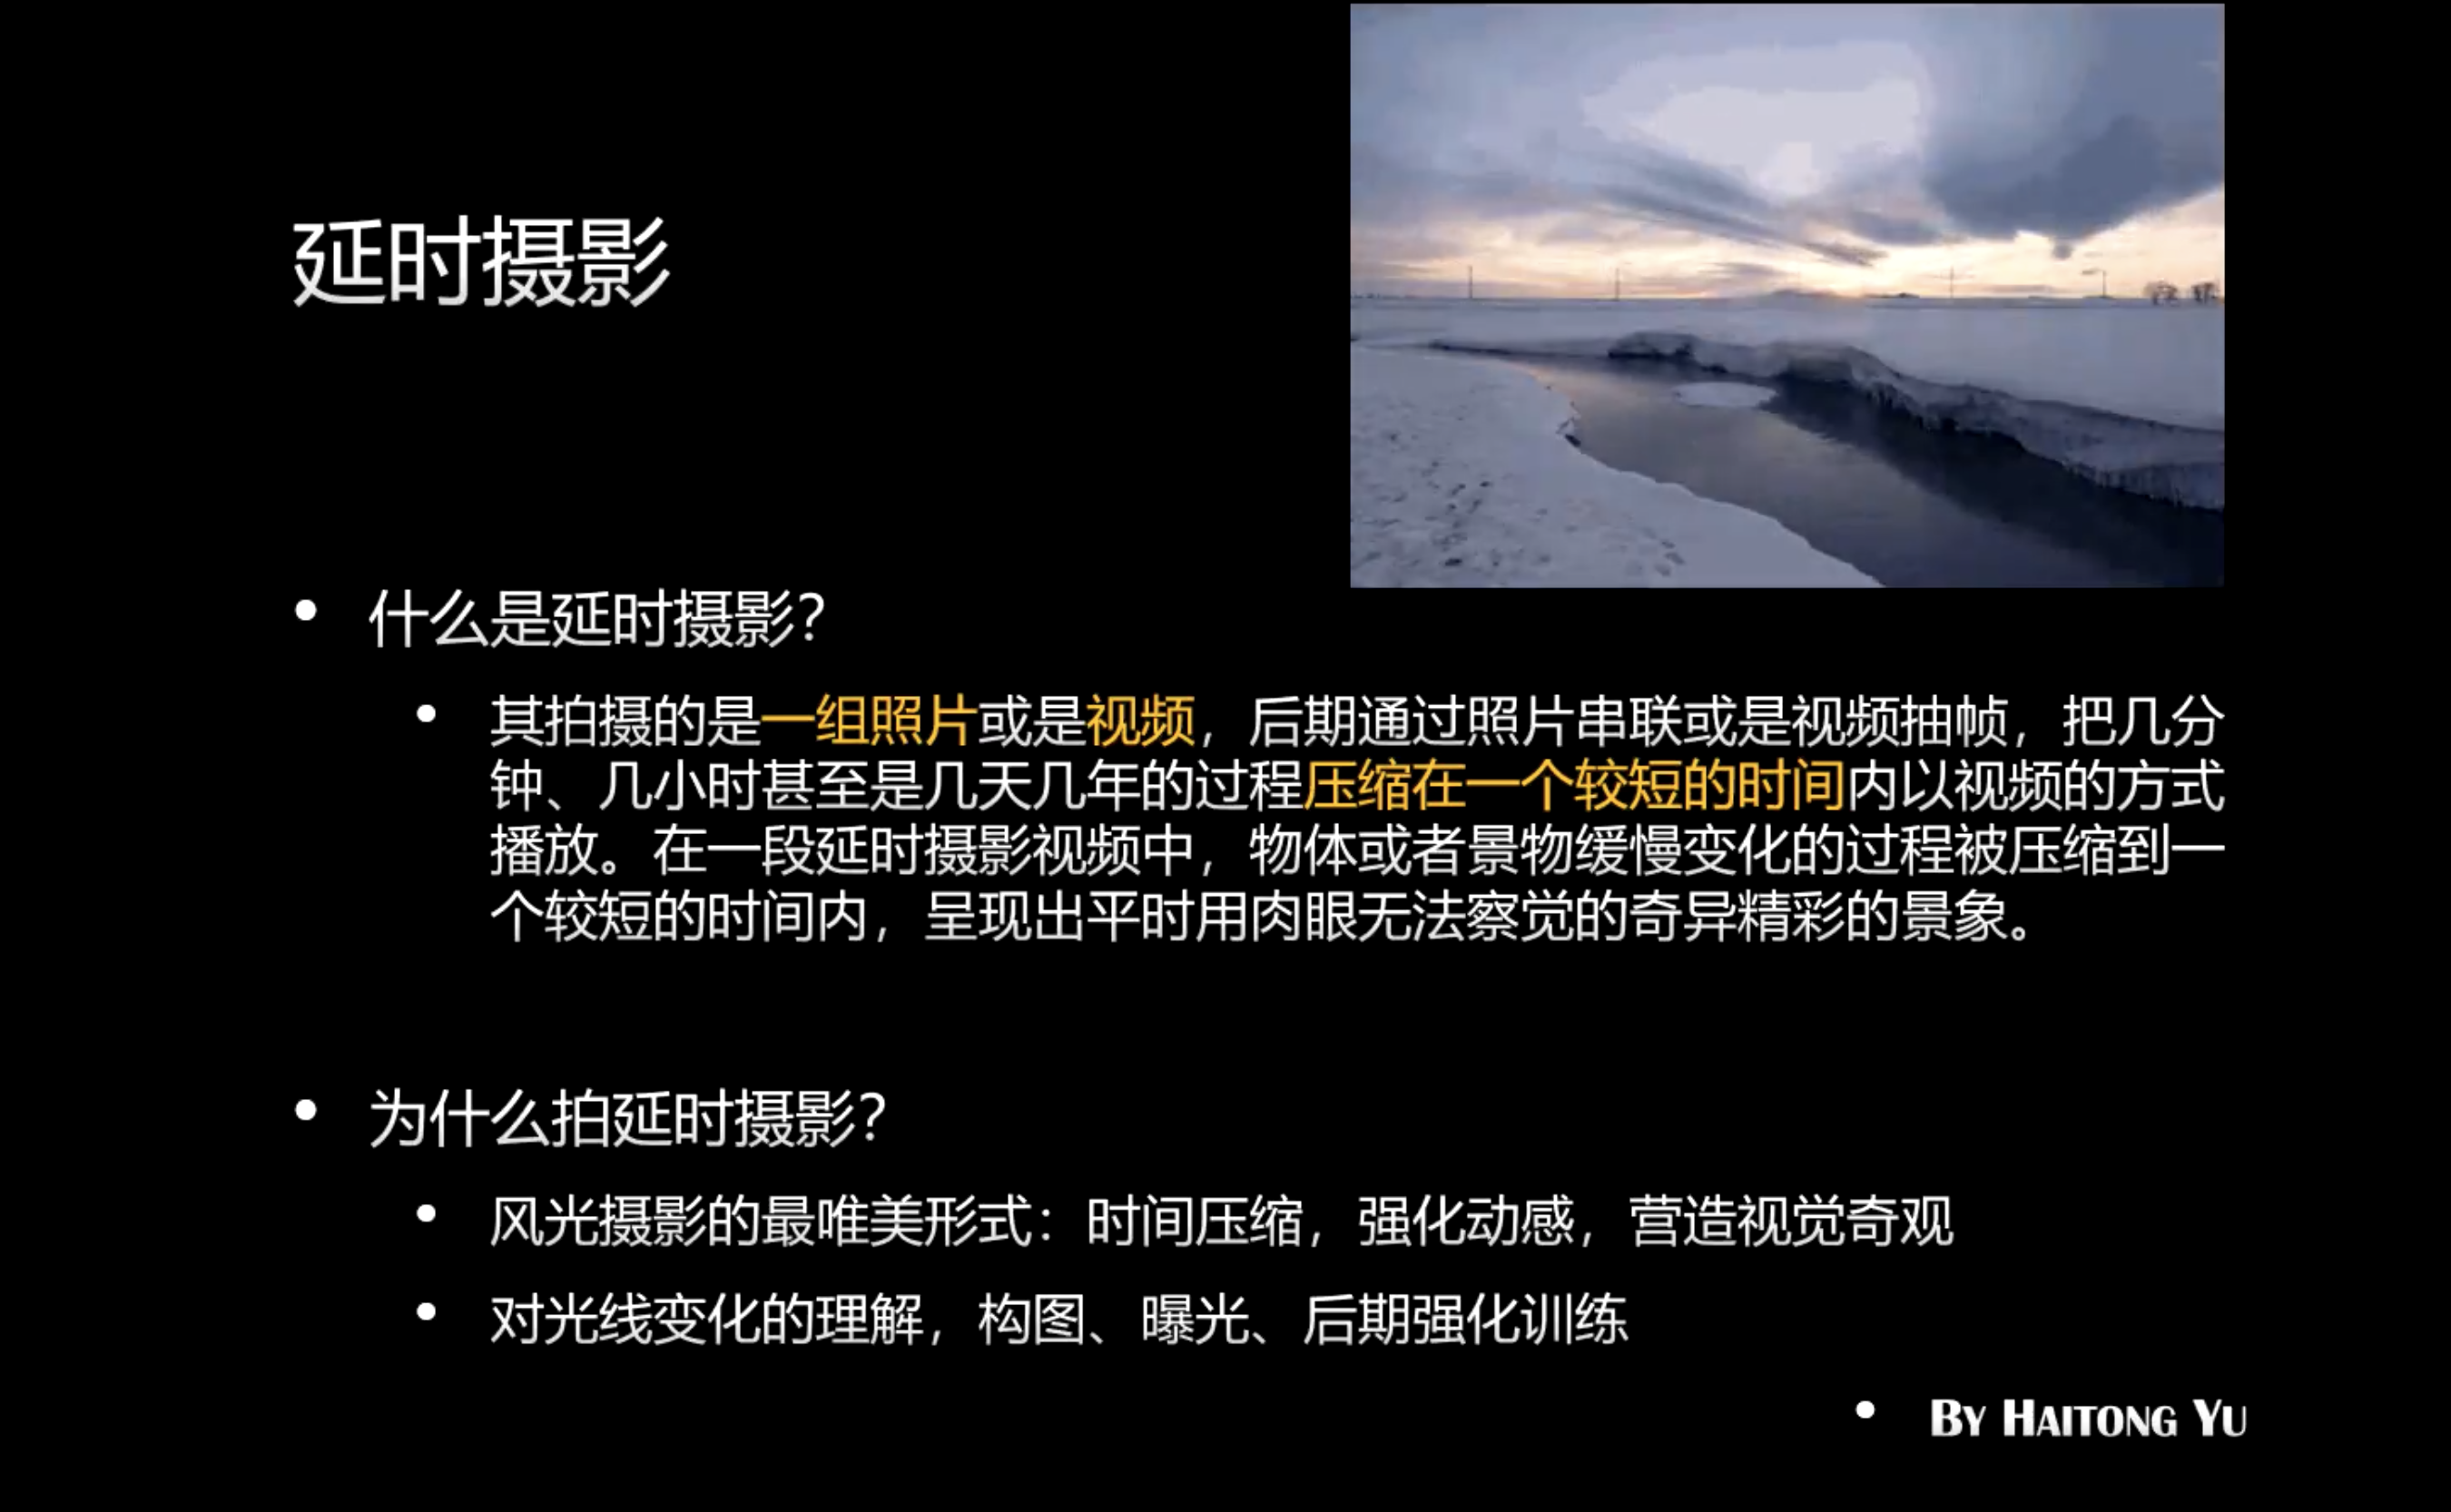 延时摄影
• 什么是延时摄影？
• 其拍摄的是一组照片或是视频，后期通过照片串联或是视频抽帧，把几分
钟、几小时甚至是几天几年的过程压缩在一个较短的时间内以视频的方式
播放。在一段延时摄影视频中，物体或者景物缓慢变化的过程被压缩到一
个较短的时间内，呈现出平时用肉眼无法察觉的奇异精彩的景象。
• 为什么拍延时摄影？
• 风光摄影的最唯美形式：时间压缩，强化动感，营造视觉奇观
• 对光线变化的理解，构图、曝光、后期强化训练
• BY HAITONG YU